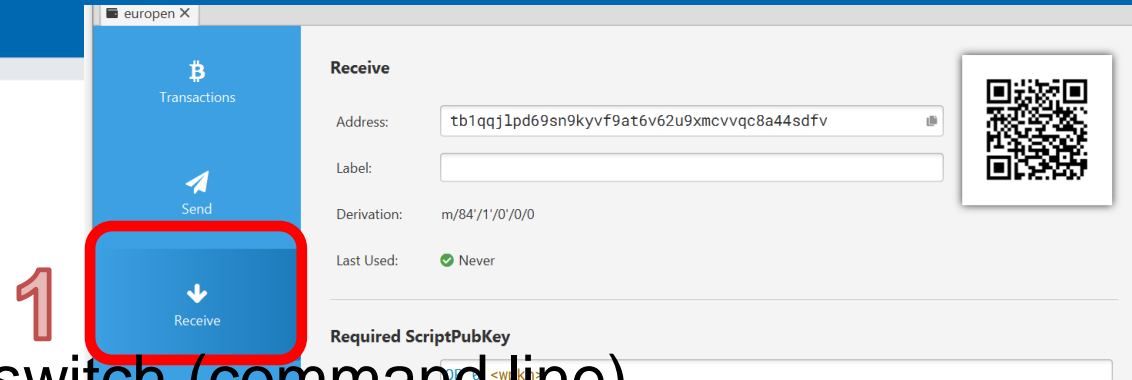 europen
Transactions
Send
1
Receive
Receive
Address: tb1qqjlpd69sn9kyvf9at6v62u9xmcvvqc8a44sdfv
Label:
Derivation: m/84'/1'/0'/0/0
Last Used: Never
Required ScriptPubKey
switch (command line)